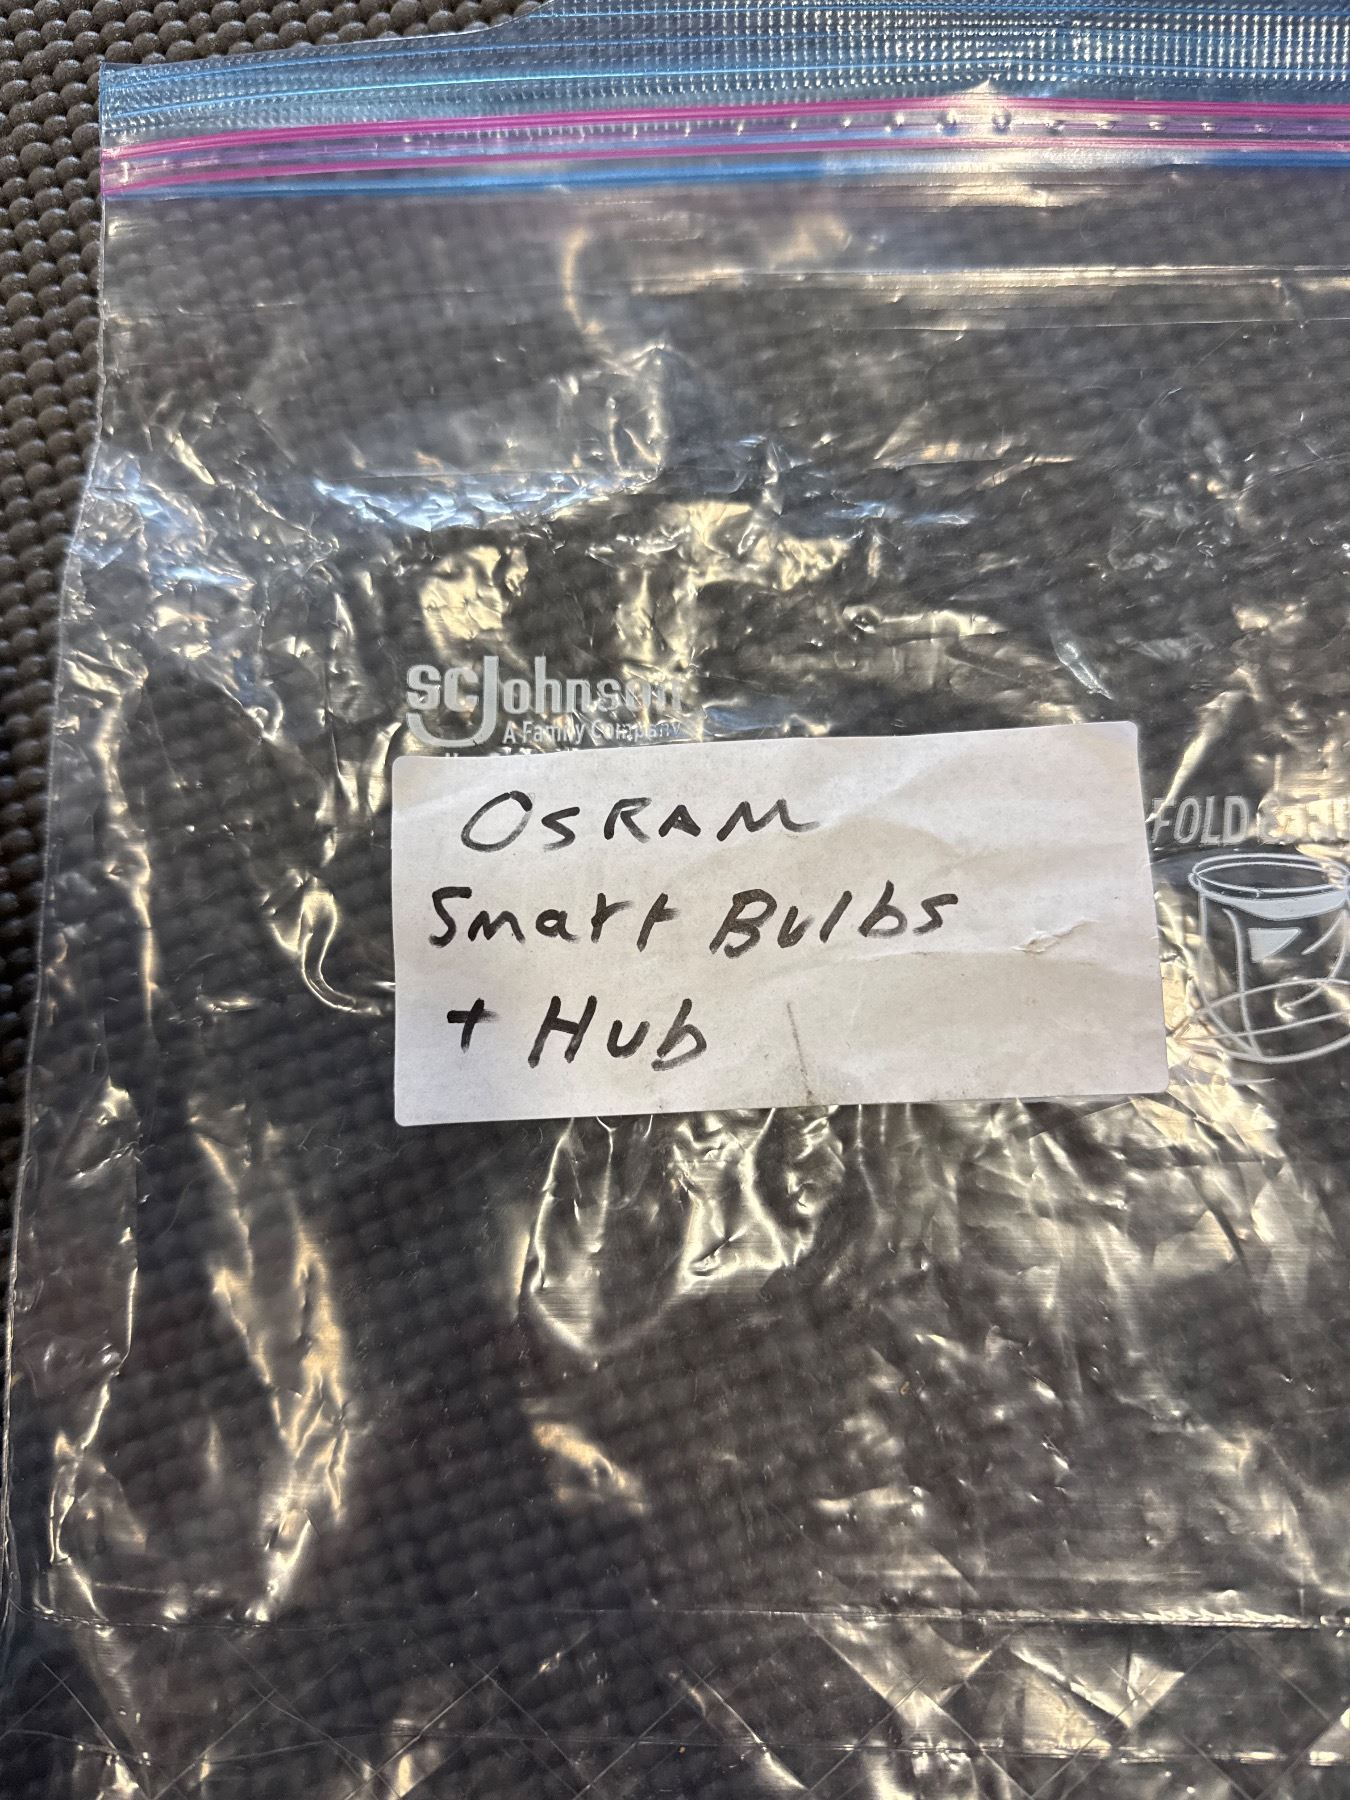 scJohnson
A Family Company
OSRAM
Smart Bulbs
+ Hub
FOLD